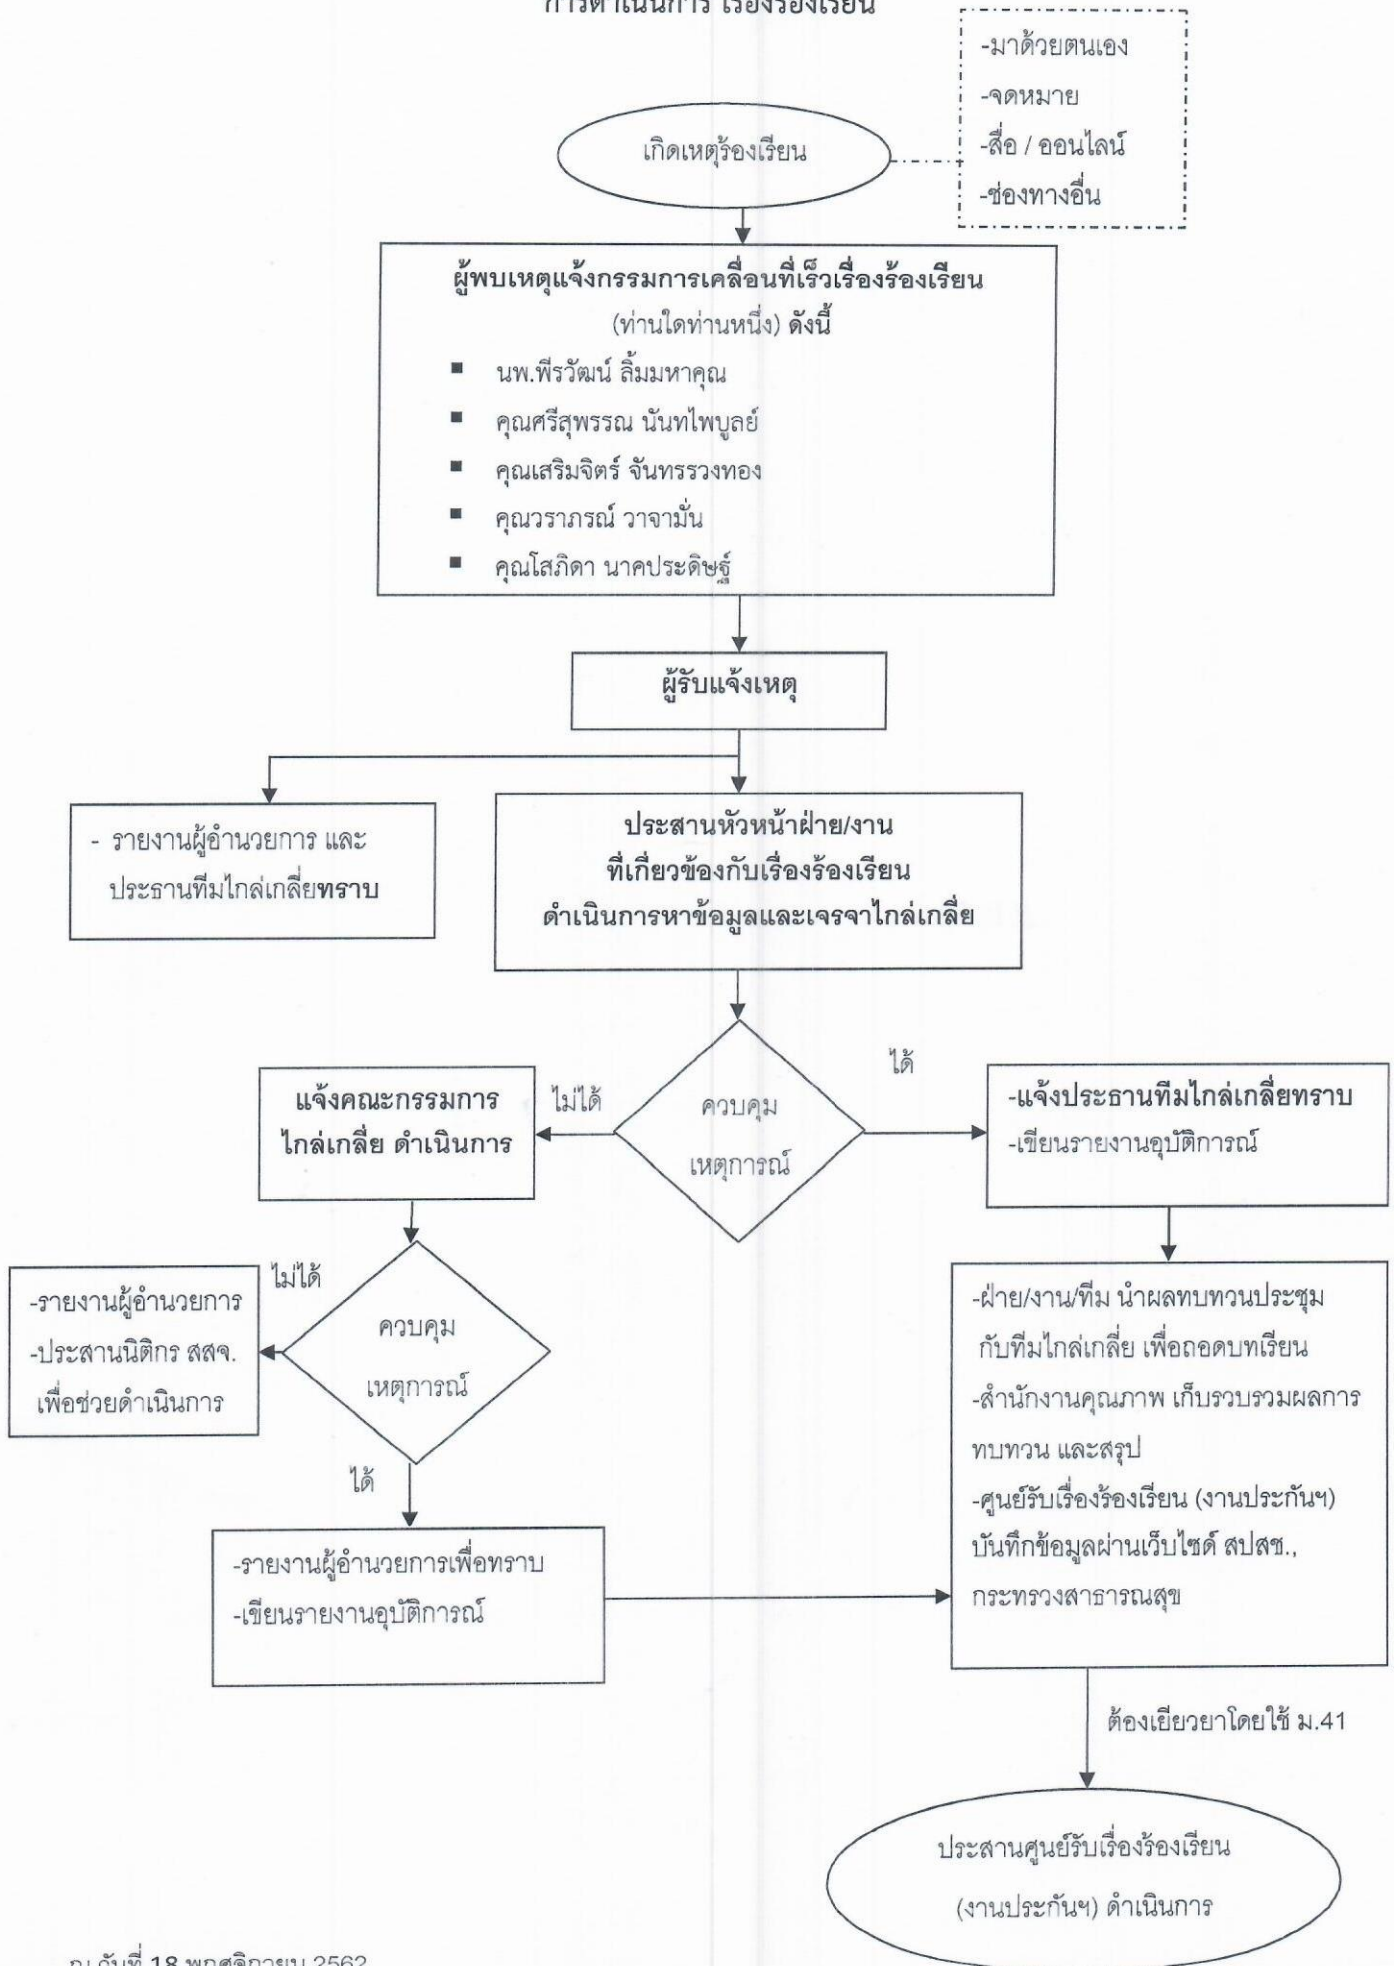 การดำเนินการ เรื่องร้องเรียน
-มาด้วยตนเอง
-จดหมาย
-สื่อ / ออนไลน์
-ช่องทางอื่น
เกิดเหตุร้องเรียน
ผู้พบเหตุแจ้งกรรมการเคลื่อนที่เร็วเรื่องร้องเรียน
(ท่านใดท่านหนึ่ง) ดังนี้
▪ นพ.พีรวัฒน์ ลิ้มมหาคุณ
▪ คุณศรีสุพรรณ นันทไพบูลย์
▪ คุณเสริมจิตร์ จันทรรวงทอง
▪ คุณวราภรณ์ วาจามั่น
▪ คุณโสภิดา นาคประดิษฐ์
ผู้รับแจ้งเหตุ
- รายงานผู้อำนวยการ และ
ประธานทีมไกล่เกลี่ยทราบ
ประสานหัวหน้าฝ่าย/งาน
ที่เกี่ยวข้องกับเรื่องร้องเรียน
ดำเนินการหาข้อมูลและเจรจาไกล่เกลี่ย
แจ้งคณะกรรมการ
ไกล่เกลี่ย ดำเนินการ
ไม่ได้
ควบคุม
เหตุการณ์
ได้
-แจ้งประธานทีมไกล่เกลี่ยทราบ
-เขียนรายงานอุบัติการณ์
-รายงานผู้อำนวยการ
-ประสานนิติกร สสจ.
เพื่อช่วยดำเนินการ
ไม่ได้
ควบคุม
เหตุการณ์
ได้
-ฝ่าย/งาน/ทีม นำผลทบทวนประชุม
กับทีมไกล่เกลี่ย เพื่อถอดบทเรียน
-สำนักงานคุณภาพ เก็บรวบรวมผลการ
ทบทวน และสรุป
-ศูนย์รับเรื่องร้องเรียน (งานประกันฯ)
บันทึกข้อมูลผ่านเว็บไซด์ สปสช.,
กระทรวงสาธารณสุข
-รายงานผู้อำนวยการเพื่อทราบ
-เขียนรายงานอุบัติการณ์
ต้องเยียวยาโดยใช้ ม.41
ประสานศูนย์รับเรื่องร้องเรียน
(งานประกันฯ) ดำเนินการ
ณ วันที่ 18 พฤศจิกายน 2562